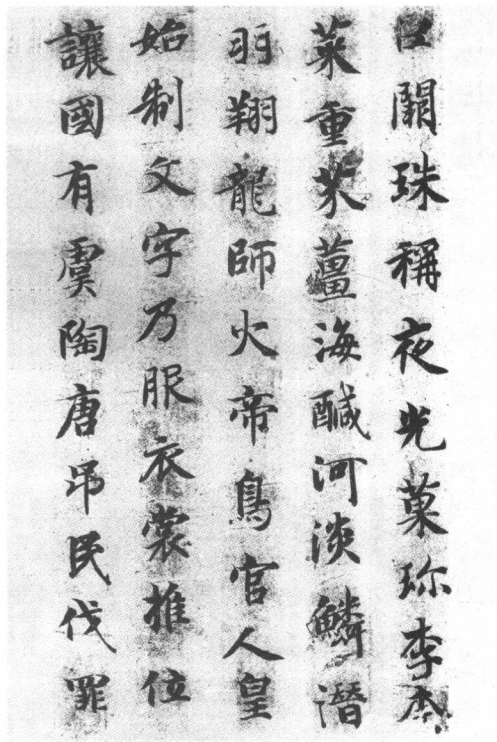 闕珠稱夜光菓珎李柰
菜重芥薑海醎河淡鱗潛
羽翔龍師火帝鳥官人皇
始制文字乃服衣裳推位
讓國有虞陶唐吊民伐罪